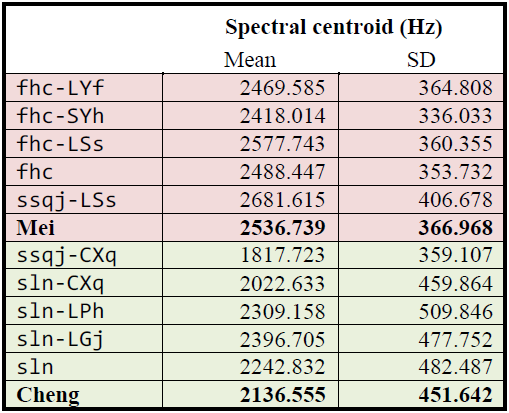 Spectral centroid (Hz)
Mean SD
fhc-LYf 2469.585 364.808
fhc-SYh 2418.014 336.033
fhc-LSs 2577.743 360.355
fhc 2488.447 353.732
ssqj-LSs 2681.615 406.678
Mei 2536.739 366.968
ssqj-CXq 1817.723 359.107
sln-CXq 2022.633 459.864
sln-LPh 2309.158 509.846
sln-LGj 2396.705 477.752
sln 2242.832 482.487
Cheng 2136.555 451.642